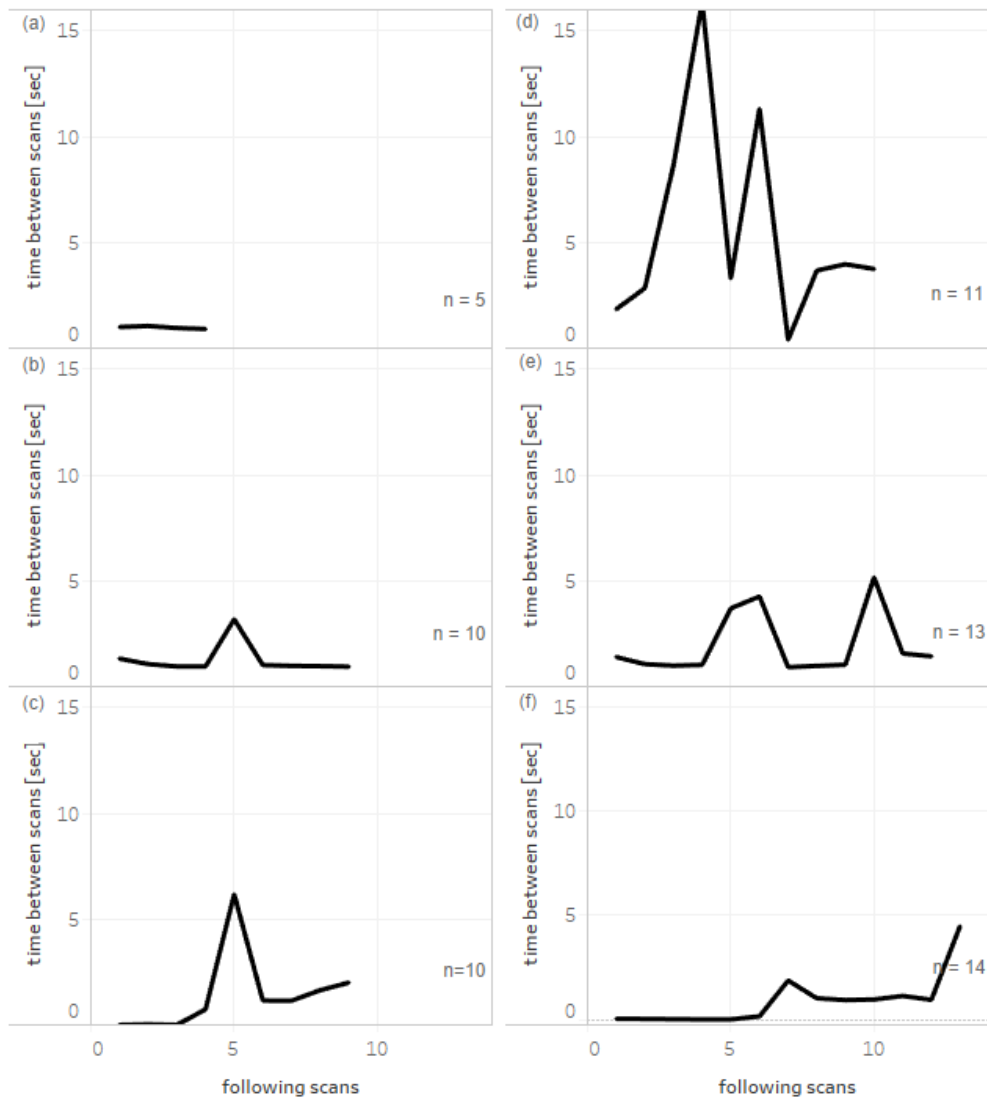 (a)
time between scans [sec]
15
10
5
0
n = 5
(b)
time between scans [sec]
15
10
5
0
n = 10
(c)
time between scans [sec]
15
10
5
0
n=10
0
5
10
following scans
(d)
time between scans [sec]
15
10
5
0
n = 11
(e)
time between scans [sec]
15
10
5
0
n = 13
(f)
time between scans [sec]
15
10
5
0
n = 14
0
5
10
following scans